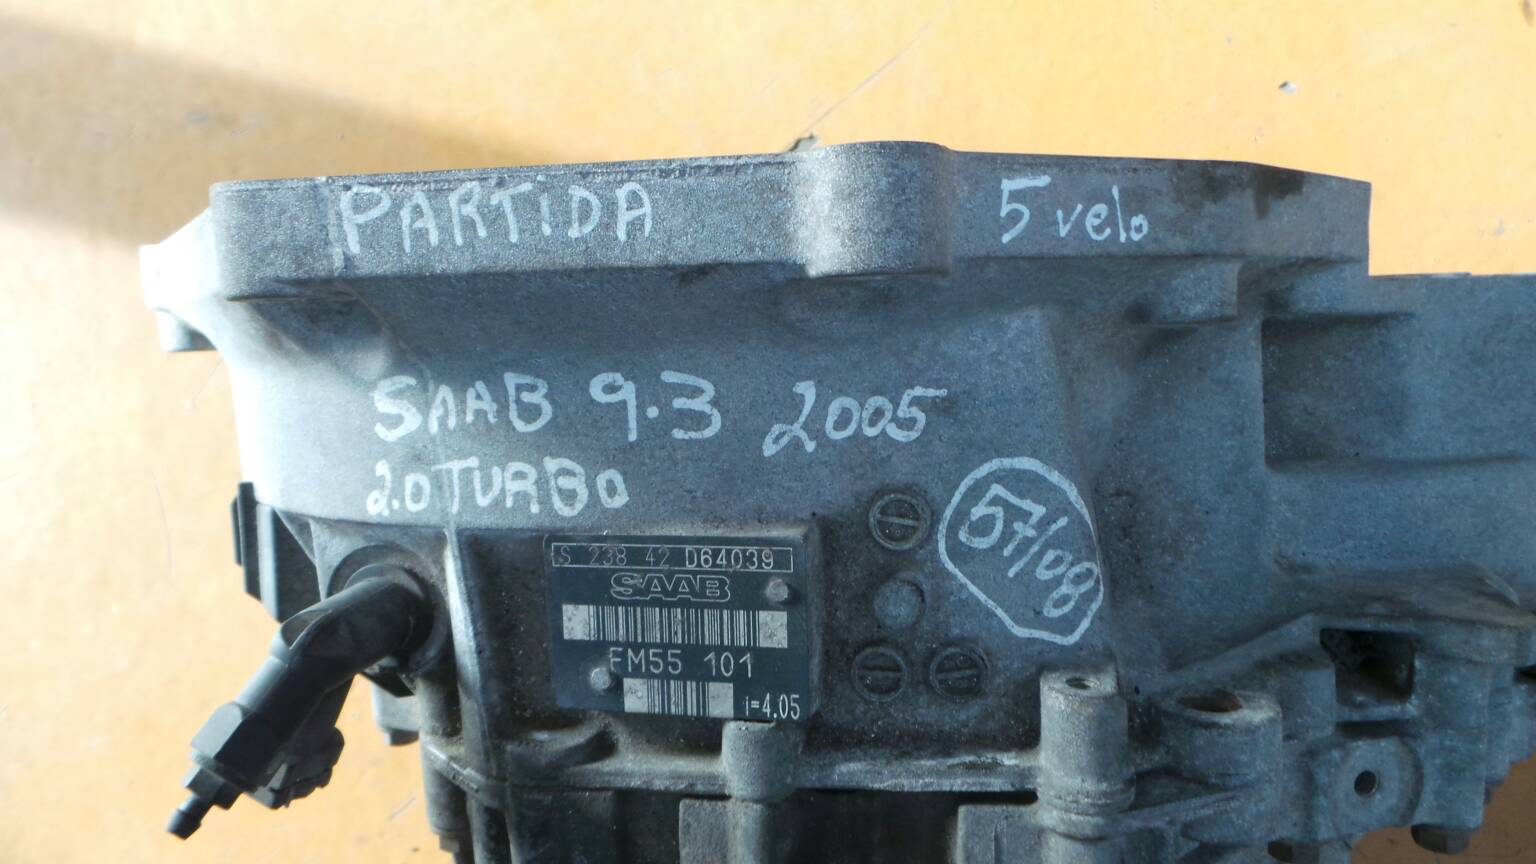 PARTIDA
5 velo
SAAB 9.3 2005
2.0 TURBO
57/08
S 238 42 D64039
SAAB
FM55 101
i=4.05